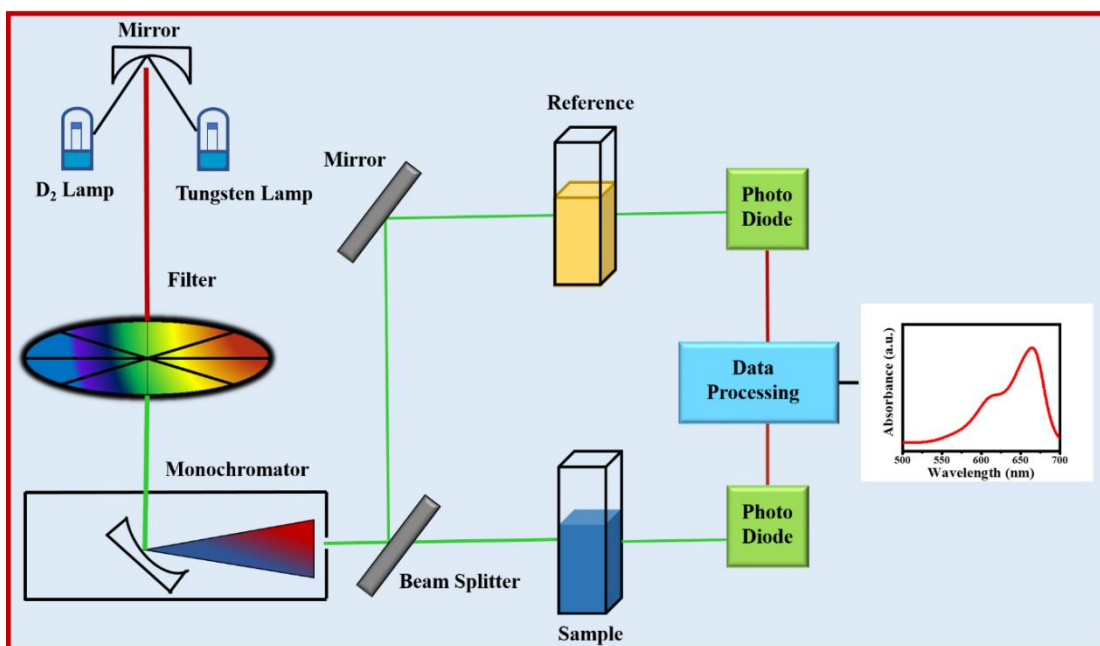 Mirror
D₂ Lamp
Tungsten Lamp
Filter
Monochromator
Mirror
Beam Splitter
Reference
Sample
Photo
Diode
Data
Processing
Photo
Diode
Absorbance (a.u.)
500 550 600 650 700
Wavelength (nm)